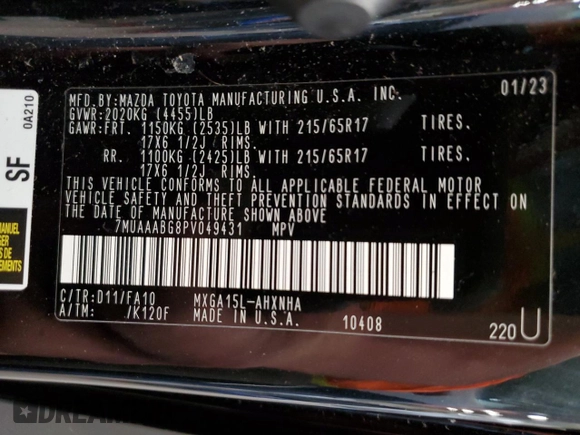 MFD.BY:MAZDA TOYOTA MANUFACTURING U.S.A. INC. 01/23
GVWR:2020KG (4455)LB
GAWR:FRT. 1150KG (2535)LB WITH 215/65R17 TIRES.
17X6 1/2J RIMS.
RR. 1100KG (2425)LB WITH 215/65R17 TIRES.
17X6 1/2J RIMS.
THIS VEHICLE CONFORMS TO ALL APPLICABLE FEDERAL MOTOR
VEHICLE SAFETY AND THEFT PREVENTION STANDARDS IN EFFECT ON
THE DATE OF MANUFACTURE SHOWN ABOVE
7MUAAABG8PV049431 MPV
C/TR:D11/FA10 MXGA15L-AHXNHA
A/TM: /K120F MADE IN U.S.A. 10408
220 U
0A210
SF
MANUEL
DE